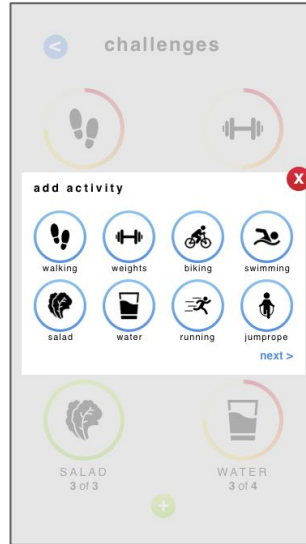 <
challenges
X
add activity
walking weights biking swimming
salad water running jumprope
next >
SALAD WATER
3 of 3 3 of 4
+